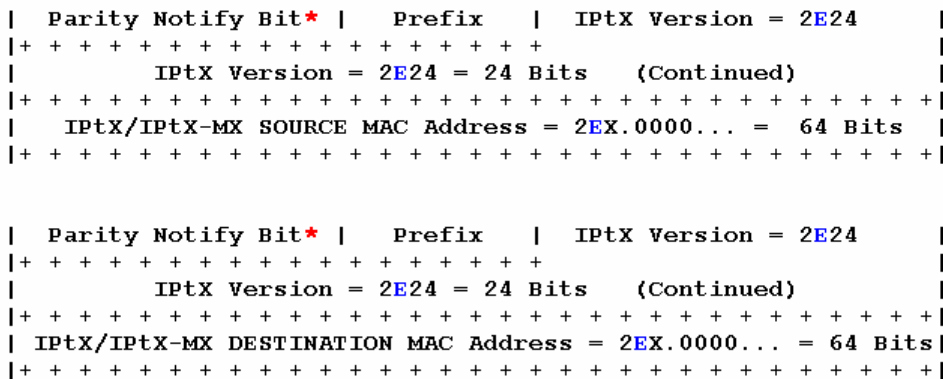 | Parity Notify Bit* | Prefix | IPtX Version = 2E24 |
|+ + + + + + + + + + + + + + + + + + |
| IPtX Version = 2E24 = 24 Bits (Continued) |
|+ + + + + + + + + + + + + + + + + + + + + + + + + + + + + + +|
| IPtX/IPtX-MX SOURCE MAC Address = 2EX.0000... = 64 Bits |
|+ + + + + + + + + + + + + + + + + + + + + + + + + + + + + + +|
| Parity Notify Bit* | Prefix | IPtX Version = 2E24 |
|+ + + + + + + + + + + + + + + + + + |
| IPtX Version = 2E24 = 24 Bits (Continued) |
|+ + + + + + + + + + + + + + + + + + + + + + + + + + + + + + +|
| IPtX/IPtX-MX DESTINATION MAC Address = 2EX.0000... = 64 Bits|
|+ + + + + + + + + + + + + + + + + + + + + + + + + + + + + + +|